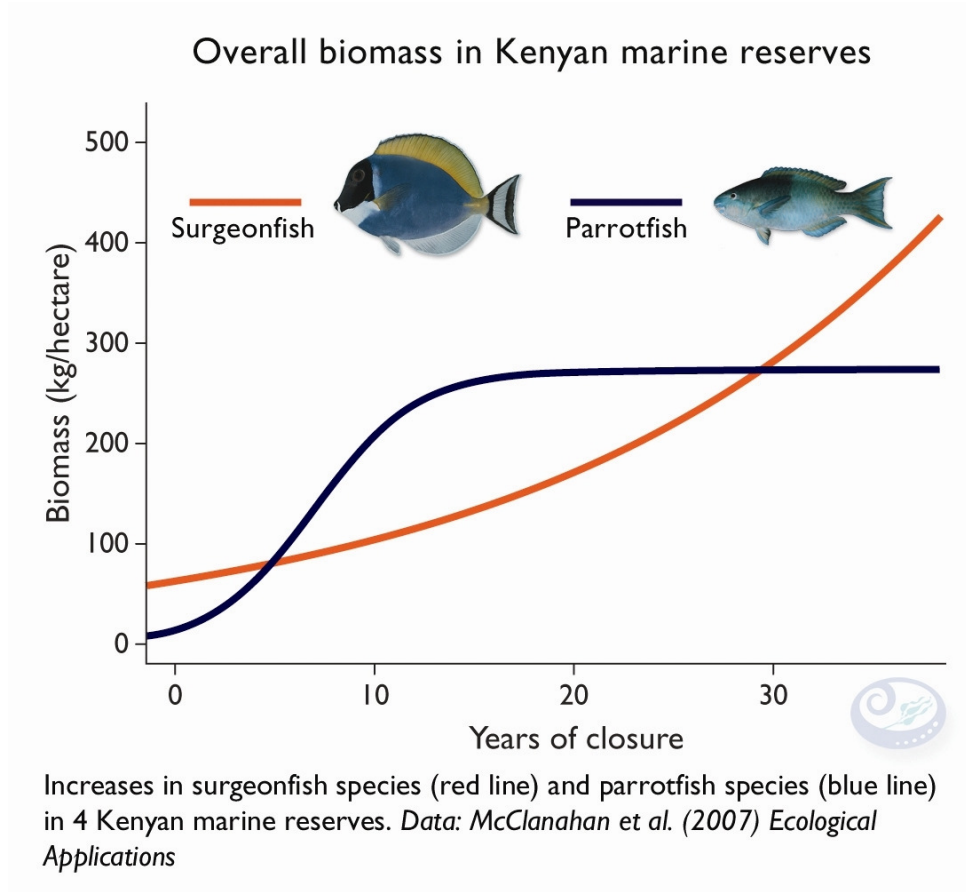 Overall biomass in Kenyan marine reserves
500
400
300
200
100
0
Biomass (kg/hectare)
Surgeonfish
Parrotfish
0 10 20 30
Years of closure
Increases in surgeonfish species (red line) and parrotfish species (blue line)
in 4 Kenyan marine reserves. Data: McClanahan et al. (2007) Ecological
Applications